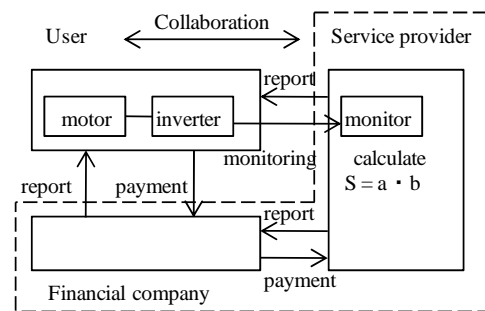 User
Collaboration
Service provider
report
motor
inverter
monitor
monitoring
calculate
S = a ・ b
report
payment
report
payment
Financial company